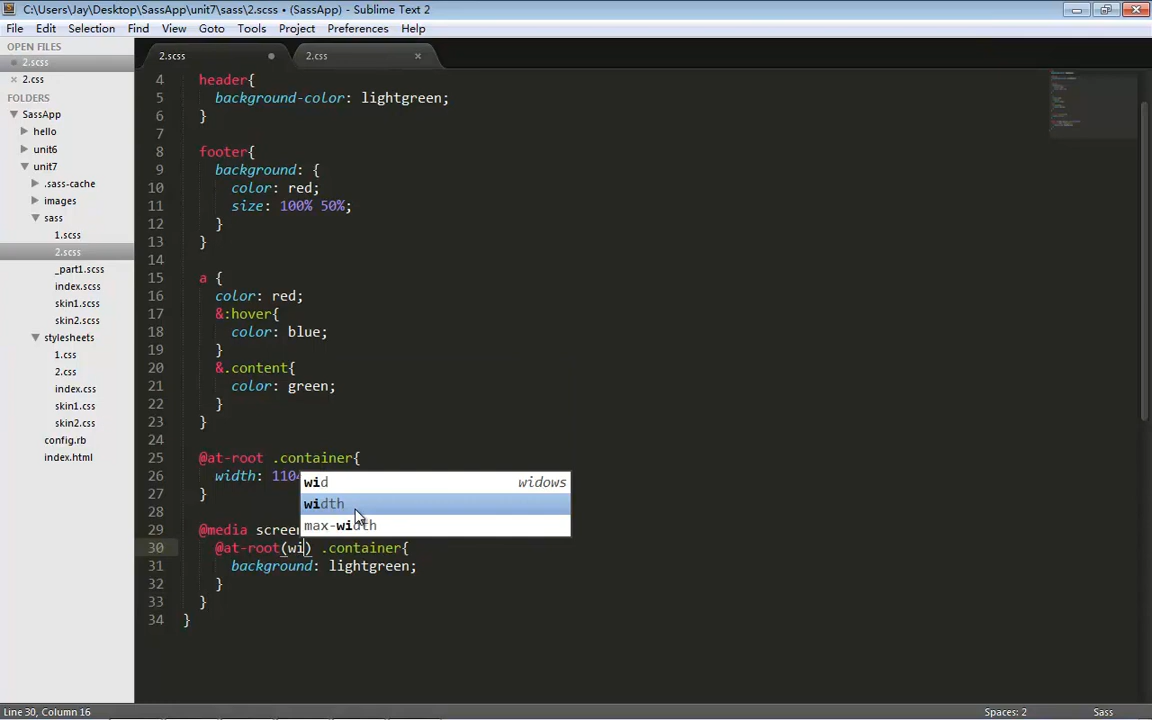 C:\Users\Jay\Desktop\SassApp\unit7\sass\2.scss • (SassApp) - Sublime Text 2
File Edit Selection Find View Goto Tools Project Preferences Help
OPEN FILES
2.scss
2.css
FOLDERS
SassApp
hello
unit6
unit7
.sass-cache
images
sass
1.scss
2.scss
_part1.scss
index.scss
skin1.scss
skin2.scss
stylesheets
1.css
2.css
index.css
skin1.css
skin2.css
config.rb
index.html
2.scss 2.css
4 header{
5 background-color: lightgreen;
6 }
7
8 footer{
9 background: {
10 color: red;
11 size: 100% 50%;
12 }
13 }
14
15 a {
16 color: red;
17 &:hover{
18 color: blue;
19 }
20 &.content{
21 color: green;
22 }
23 }
24
25 @at-root .container{
26 width: 1104
27 }
28
29 @media screen
30 @at-root(wi) .container{
31 background: lightgreen;
32 }
33 }
34 }
wid widows
width
max-width
Line 30, Column 16 Spaces: 2 Sass